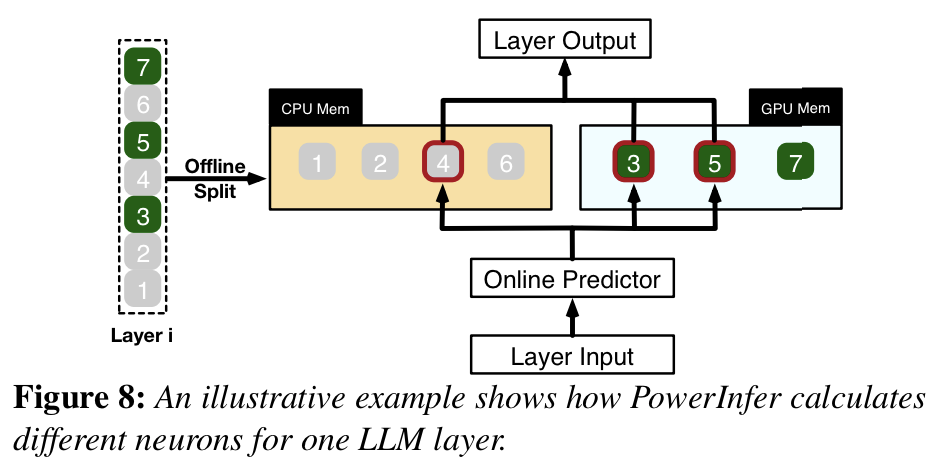 Layer Output
CPU Mem
GPU Mem
7
6
5
4
3
2
1
Offline
Split
1 2 4 6
3 5 7
Online Predictor
Layer i
Layer Input
Figure 8: An illustrative example shows how PowerInfer calculates
different neurons for one LLM layer.